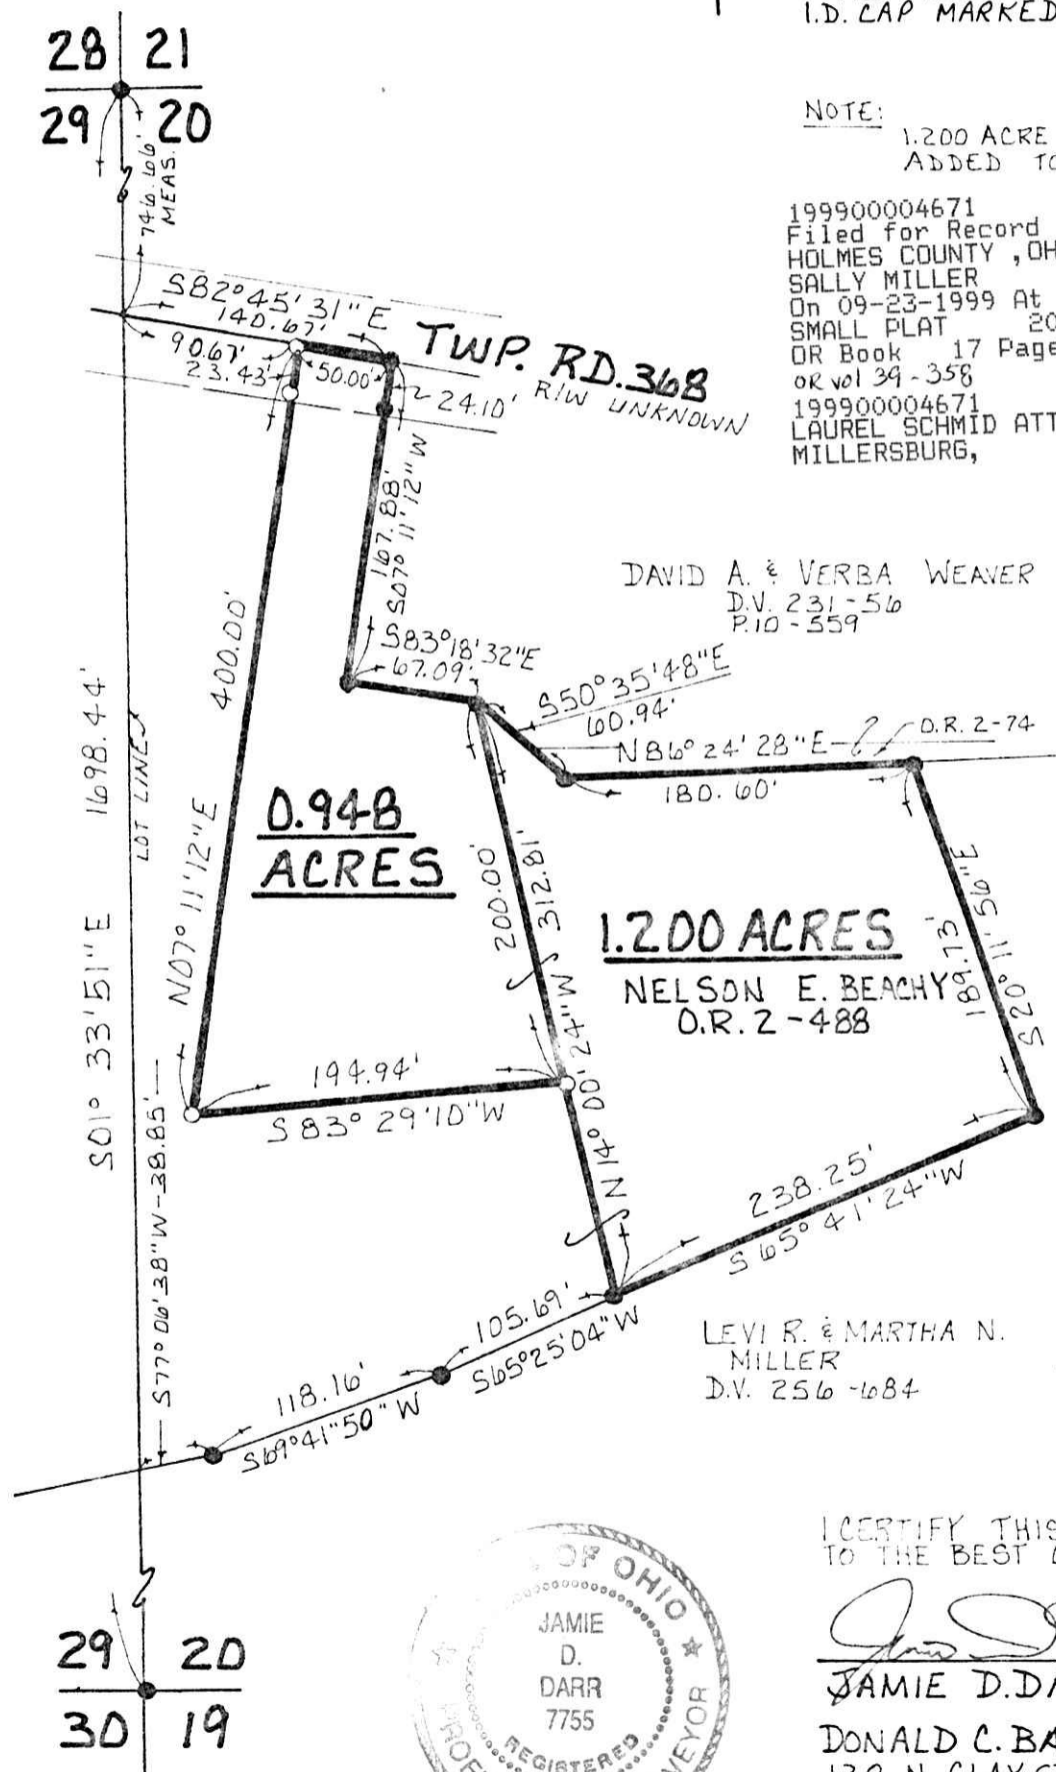 I.D. CAP MARKED
28 21
29 20
746.66'
MEAS.
NOTE:
1.200 ACRE
ADDED TO
199900004671
Filed for Record
HOLMES COUNTY ,OH
SALLY MILLER
On 09-23-1999 At
SMALL PLAT 20
OR Book 17 Page
OR vol 39-358
199900004671
LAUREL SCHMID ATT
MILLERSBURG,
S82°45'31"E
140.67'
90.67'
23.43'
50.00'
TWP. RD.368
24.10'
R/W UNKNOWN
167.88'
S07°11'12"W
DAVID A. & VERBA WEAVER
D.V. 231-56
P.10-559
S83°18'32"E
67.09'
S50°35'48"E
60.94'
N86°24'28"E
O.R. 2-74
180.60'
400.00'
N07°11'12"E
LOT LINE
S01°33'51"E 1698.44'
0.948
ACRES
200.00'
N14°00'24"W 312.81'
1.200 ACRES
NELSON E. BEACHY
O.R. 2-488
189.73'
S20°11'56"E
194.94'
S83°29'10"W
S77°06'38"W-38.85'
238.25'
S65°41'24"W
105.69'
S65°25'04"W
118.16'
S69°41"50"W
LEVI R. & MARTHA N.
MILLER
D.V. 256-684
I CERTIFY THIS
TO THE BEST
OF OHIO
JAMIE
D.
DARR
7755
REGISTERED
JAMIE D.DA
DONALD C. BA
29 20
30 19